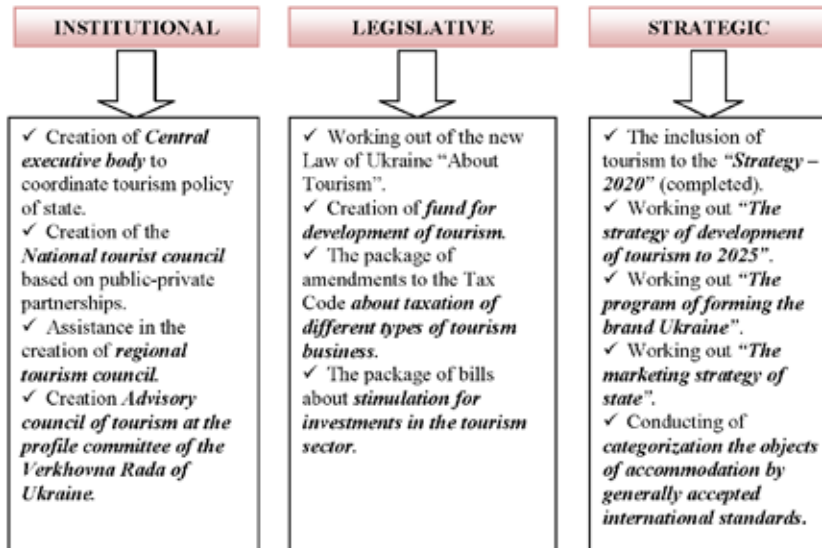 INSTITUTIONAL
✓ Creation of Central
executive body to
coordinate tourism policy
of state.
✓ Creation of the
National tourist council
based on public-private
partnerships.
✓ Assistance in the
creation of regional
tourism council.
✓ Creation Advisory
council of tourism at the
profile committee of the
Verkhovna Rada of
Ukraine.
LEGISLATIVE
✓ Working out of the new
Law of Ukraine “About
Tourism”.
✓ Creation of fund for
development of tourism.
✓ The package of
amendments to the Tax
Code about taxation of
different types of tourism
business.
✓ The package of bills
about stimulation for
investments in the tourism
sector.
STRATEGIC
✓ The inclusion of
tourism to the “Strategy –
2020” (completed).
✓ Working out “The
strategy of development
of tourism to 2025”.
✓ Working out “The
program of forming the
brand Ukraine”.
✓ Working out “The
marketing strategy of
state”.
✓ Conducting of
categorization the objects
of accommodation by
generally accepted
international standards.